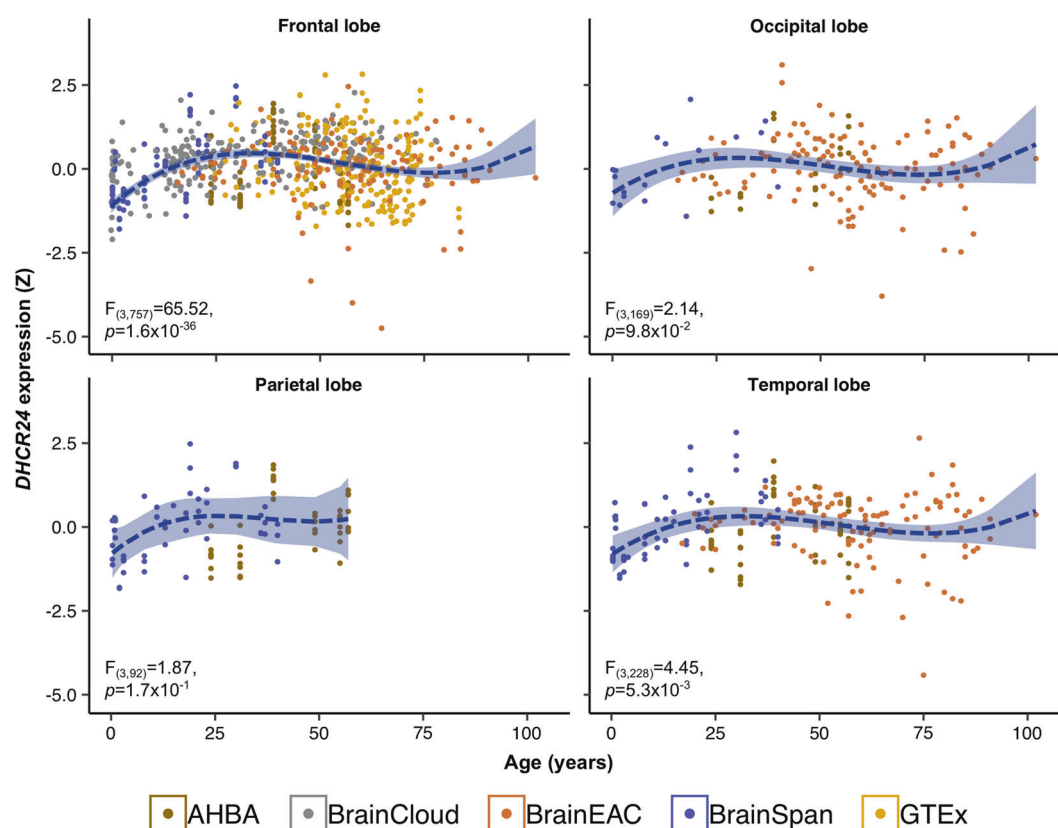 Frontal lobe
Occipital lobe
2.5
0.0
-2.5
-5.0
F(3,757)=65.52,
p=1.6x10-36
F(3,169)=2.14,
p=9.8x10-2
DHCR24 expression (Z)
Parietal lobe
Temporal lobe
2.5
0.0
-2.5
-5.0
F(3,92)=1.87,
p=1.7x10-1
F(3,228)=4.45,
p=5.3x10-3
0 25 50 75 100 0 25 50 75 100
Age (years)
AHBA BrainCloud BrainEAC BrainSpan GTEx